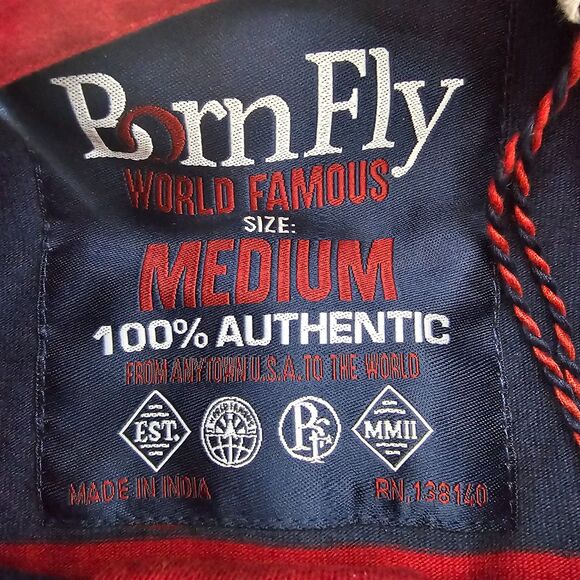 Born Fly
WORLD FAMOUS
SIZE:
MEDIUM
100% AUTHENTIC
FROM ANYTOWN U.S.A. TO THE WORLD
EST.
MMII
MADE IN INDIA
RN. 138140